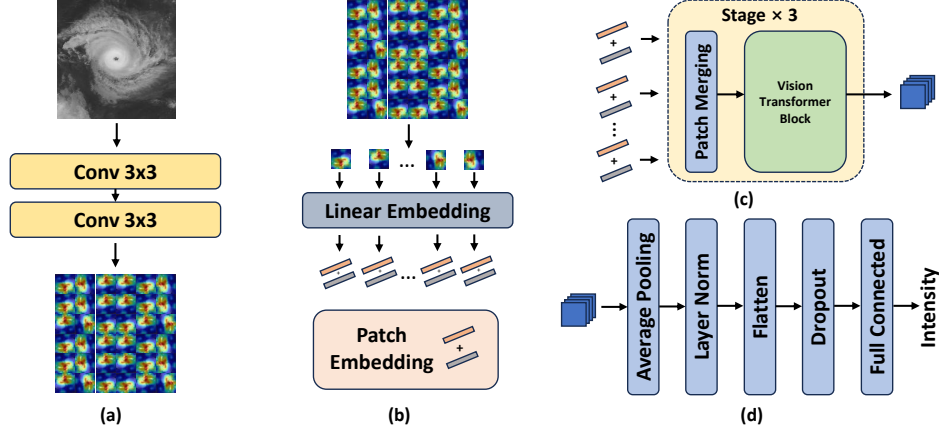 Conv 3x3
Conv 3x3
(a)
...
Linear Embedding
...
Patch
Embedding
+
(b)
Stage × 3
+
+
...
+
Patch Merging
Vision
Transformer
Block
(c)
Average Pooling
Layer Norm
Flatten
Dropout
Full Connected
Intensity
(d)